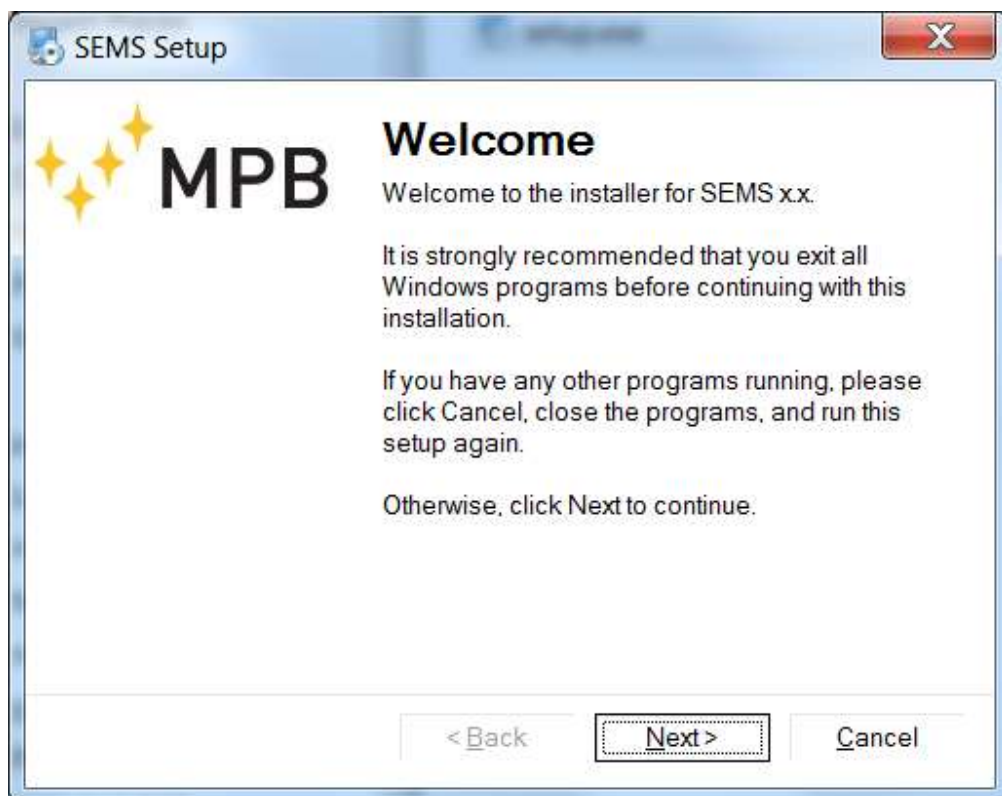 SEMS Setup
MPB
Welcome
Welcome to the installer for SEMS x.x.
It is strongly recommended that you exit all
Windows programs before continuing with this
installation.
If you have any other programs running, please
click Cancel, close the programs, and run this
setup again.
Otherwise, click Next to continue.
< Back
Next >
Cancel